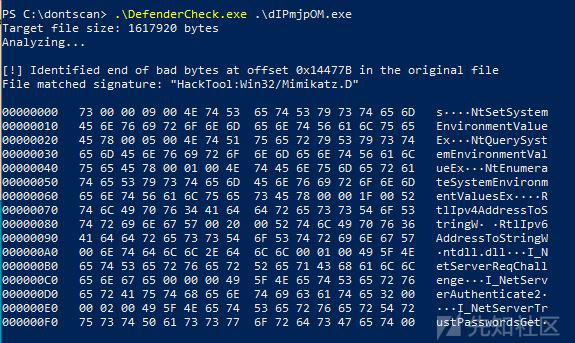 PS C:\dontscan> .\DefenderCheck.exe .\dIPmjpOM.exe
Target file size: 1617920 bytes
Analyzing...
[!] Identified end of bad bytes at offset 0x14477B in the original file
File matched signature: "HackTool:Win32/Mimikatz.D"
00000000 73 00 00 09 00 4E 74 53 65 74 53 79 73 74 65 6D s····NtSetSystem
00000010 45 6E 76 69 72 6F 6E 6D 65 6E 74 56 61 6C 75 65 EnvironmentValue
00000020 45 78 00 05 00 4E 74 51 75 65 72 79 53 79 73 74 Ex···NtQuerySyst
00000030 65 6D 45 6E 76 69 72 6F 6E 6D 65 6E 74 56 61 6C emEnvironmentVal
00000040 75 65 45 78 00 01 00 4E 74 45 6E 75 6D 65 72 61 ueEx···NtEnumera
00000050 74 65 53 79 73 74 65 6D 45 6E 76 69 72 6F 6E 6D teSystemEnvironm
00000060 65 6E 74 56 61 6C 75 65 73 45 78 00 00 1F 00 52 entValuesEx····R
00000070 74 6C 49 70 76 34 41 64 64 72 65 73 73 54 6F 53 tlIpv4AddressToS
00000080 74 72 69 6E 67 57 00 20 00 52 74 6C 49 70 76 36 tringW· ·RtlIpv6
00000090 41 64 64 72 65 73 73 54 6F 53 74 72 69 6E 67 57 AddressToStringW
000000A0 00 6E 74 64 6C 6C 2E 64 6C 6C 00 01 00 49 5F 4E ·ntdll.dll···I_N
000000B0 65 74 53 65 72 76 65 72 52 65 71 43 68 61 6C 6C etServerReqChall
000000C0 65 6E 67 65 00 00 00 49 5F 4E 65 74 53 65 72 76 enge···I_NetServ
000000D0 65 72 41 75 74 68 65 6E 74 69 63 61 74 65 32 00 erAuthenticate2·
000000E0 00 02 00 49 5F 4E 65 74 53 65 72 76 65 72 54 72 ···I_NetServerTr
000000F0 75 73 74 50 61 73 73 77 6F 72 64 73 47 65 74 00 ustPasswordsGet·
先知社区